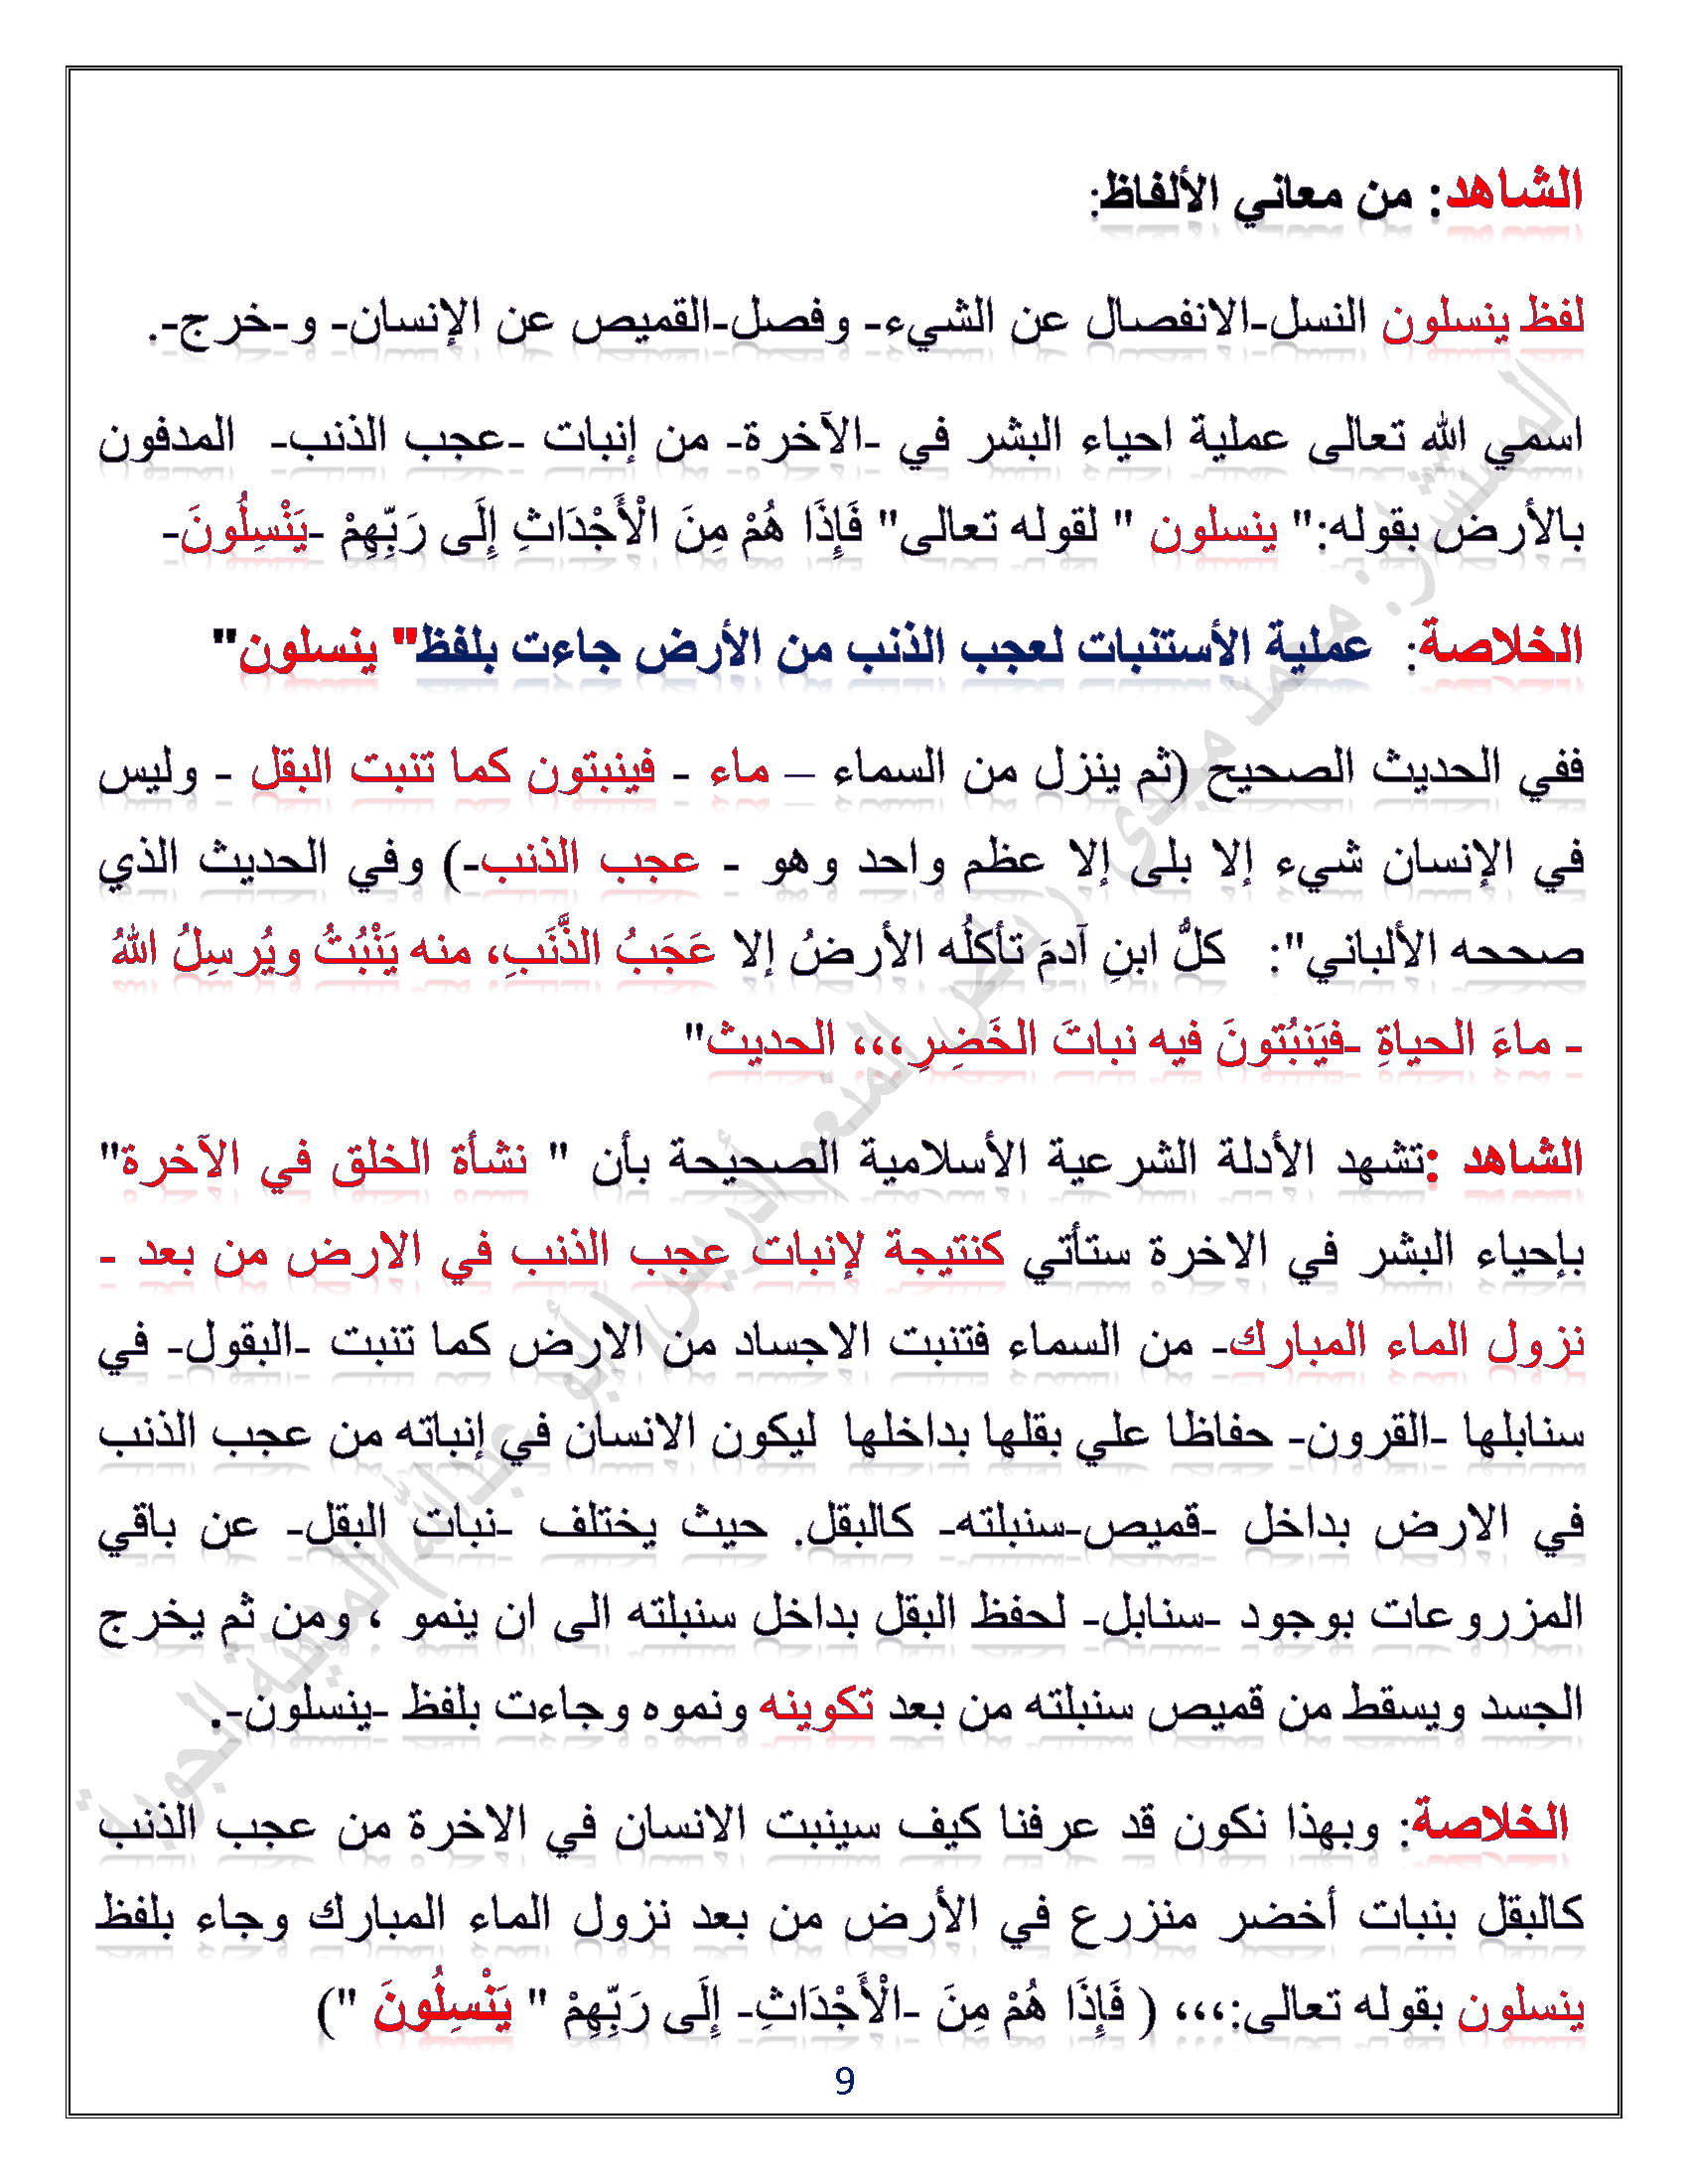 الشاهد: من معاني الألفاظ:
لفظ ينسلون النسل-الانفصال عن الشيء- وفصل-القميص عن الإنسان- و-خرج-.
اسمي الله تعالى عملية احياء البشر في -الآخرة- من إنبات -عجب الذنب- المدفون
بالأرض بقوله:" ينسلون " لقوله تعالى" فَإِذَا هُمْ مِنَ الْأَجْدَاثِ إِلَى رَبِّهِمْ -يَنْسِلُونَ-
الخلاصة: عملية الأستنبات لعجب الذنب من الأرض جاءت بلفظ" ينسلون"
ففي الحديث الصحيح (ثم ينزل من السماء – ماء - فينبتون كما تنبت البقل - وليس
في الإنسان شيء إلا بلى إلا عظم واحد وهو - عجب الذنب-) وفي الحديث الذي
صححه الألباني": كلُّ ابنِ آدمَ تأكلُه الأرضُ إلا عَجَبُ الذَّنَبِ، منه يَنْبُتُ ويُرسِلُ اللهُ
- ماءَ الحياةِ -فيَنبُتونَ فيه نباتَ الخَضِرِ،،، الحديث"
الشاهد :تشهد الأدلة الشرعية الأسلامية الصحيحة بأن " نشأة الخلق في الآخرة"
بإحياء البشر في الاخرة ستأتي كنتيجة لإنبات عجب الذنب في الارض من بعد -
نزول الماء المبارك- من السماء فتنبت الاجساد من الارض كما تنبت -البقول- في
سنابلها -القرون- حفاظا علي بقلها بداخلها ليكون الانسان في إنباته من عجب الذنب
في الارض بداخل -قميص-سنبلته- كالبقل. حيث يختلف -نبات البقل- عن باقي
المزروعات بوجود -سنابل- لحفظ البقل بداخل سنبلته الى ان ينمو ، ومن ثم يخرج
الجسد ويسقط من قميص سنبلته من بعد تكوينه ونموه وجاءت بلفظ -ينسلون-.
الخلاصة: وبهذا نكون قد عرفنا كيف سينبت الانسان في الاخرة من عجب الذنب
كالبقل بنبات أخضر منزرع في الأرض من بعد نزول الماء المبارك وجاء بلفظ
ينسلون بقوله تعالى:،،، ( فَإِذَا هُمْ مِنَ -الْأَجْدَاثِ- إِلَى رَبِّهِمْ " يَنْسِلُونَ ")
9